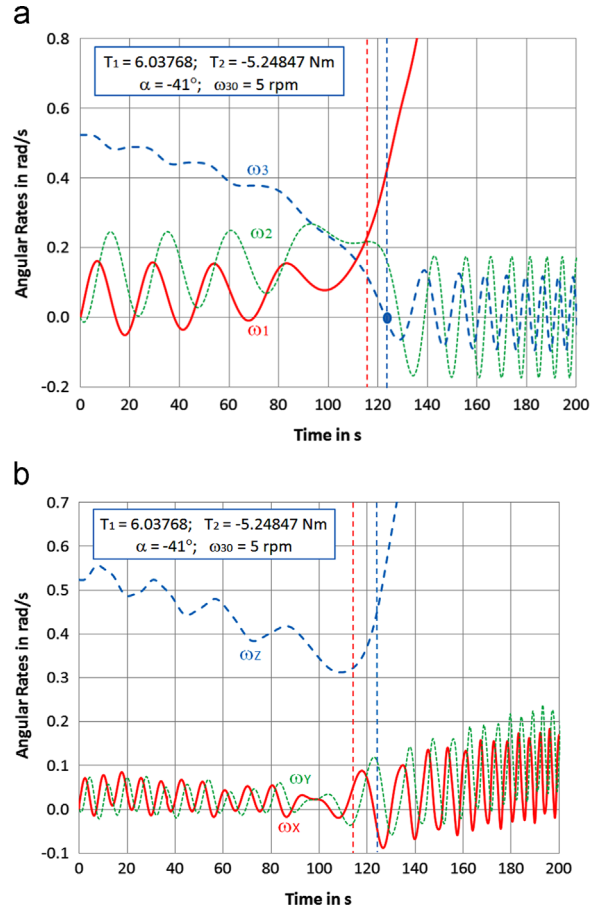 a
0.8
T1 = 6.03768; T2 = -5.24847 Nm
α = -41°; ω30 = 5 rpm
0.6
ω3
0.4
ω2
0.2
0.0
ω1
-0.2
Angular Rates in rad/s
0 20 40 60 80 100 120 140 160 180 200
Time in s
b
0.7
T1 = 6.03768; T2 = -5.24847 Nm
α = -41°; ω30 = 5 rpm
0.6
0.5
0.4
ωZ
0.3
0.2
0.1
ωY
0.0
ωX
-0.1
Angular Rates in rad/s
0 20 40 60 80 100 120 140 160 180 200
Time in s